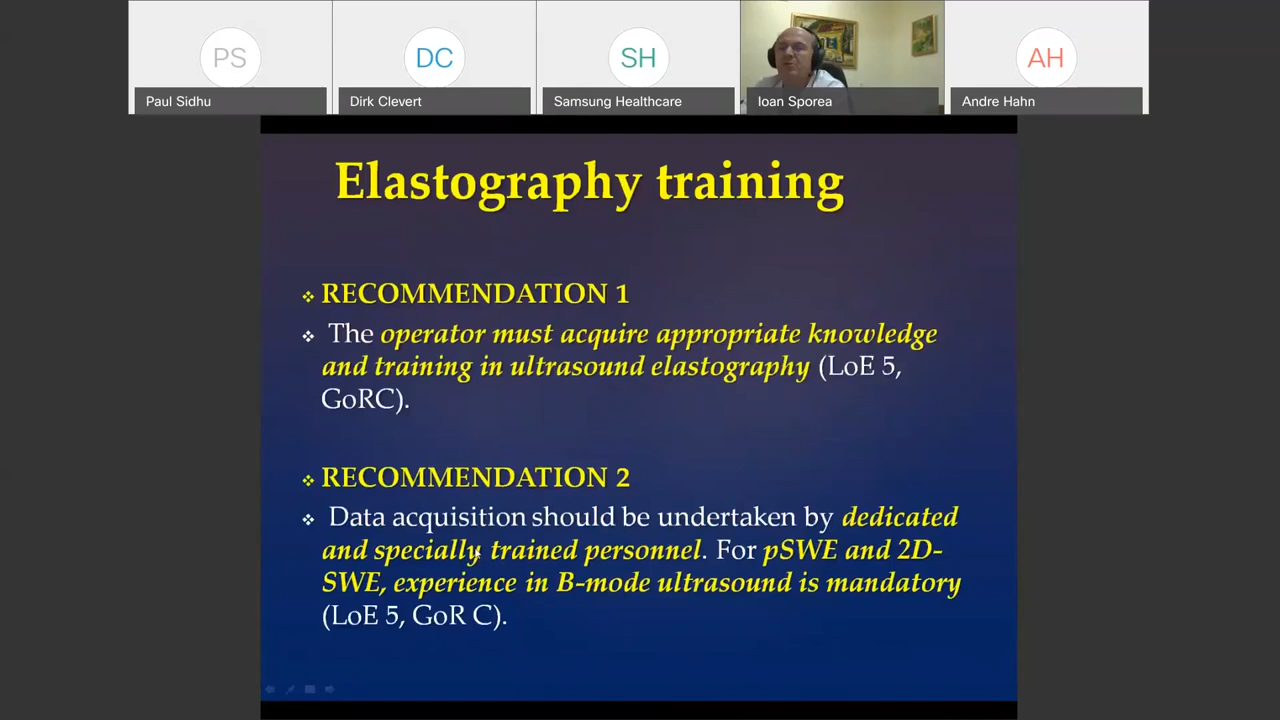 PS
DC
SH
AH
Paul Sidhu
Dirk Clevert
Samsung Healthcare
Ioan Sporea
Andre Hahn
Elastography training
RECOMMENDATION 1
The operator must acquire appropriate knowledge
and training in ultrasound elastography (LoE 5,
GoRC).
RECOMMENDATION 2
Data acquisition should be undertaken by dedicated
and specially trained personnel. For pSWE and 2D-
SWE, experience in B-mode ultrasound is mandatory
(LoE 5, GoR C).